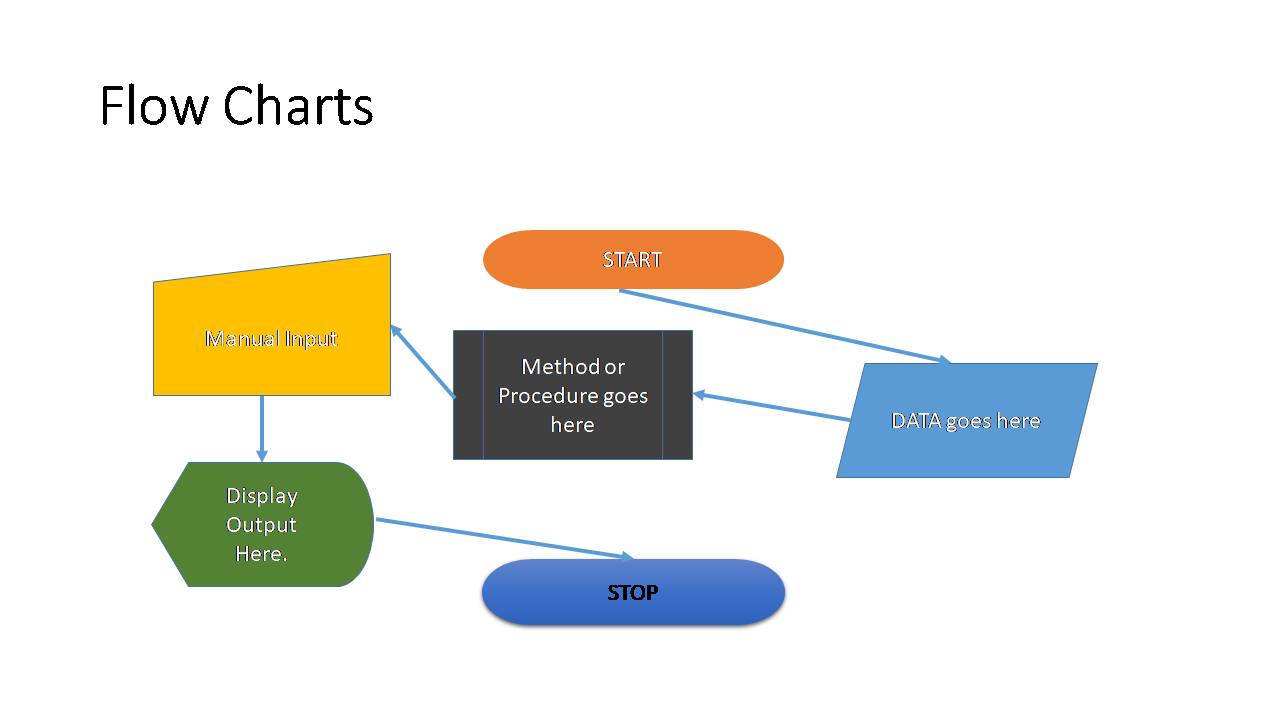 Flow Charts
START
Manual Input
Method or
Procedure goes
here
DATA goes here
Display
Output
Here.
STOP